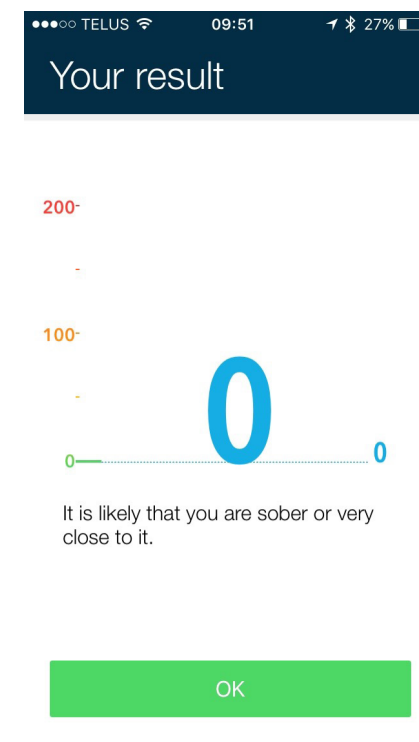 TELUS 09:51 27%
Your result
200-
-
100-
-
0
0
0
It is likely that you are sober or very
close to it.
OK